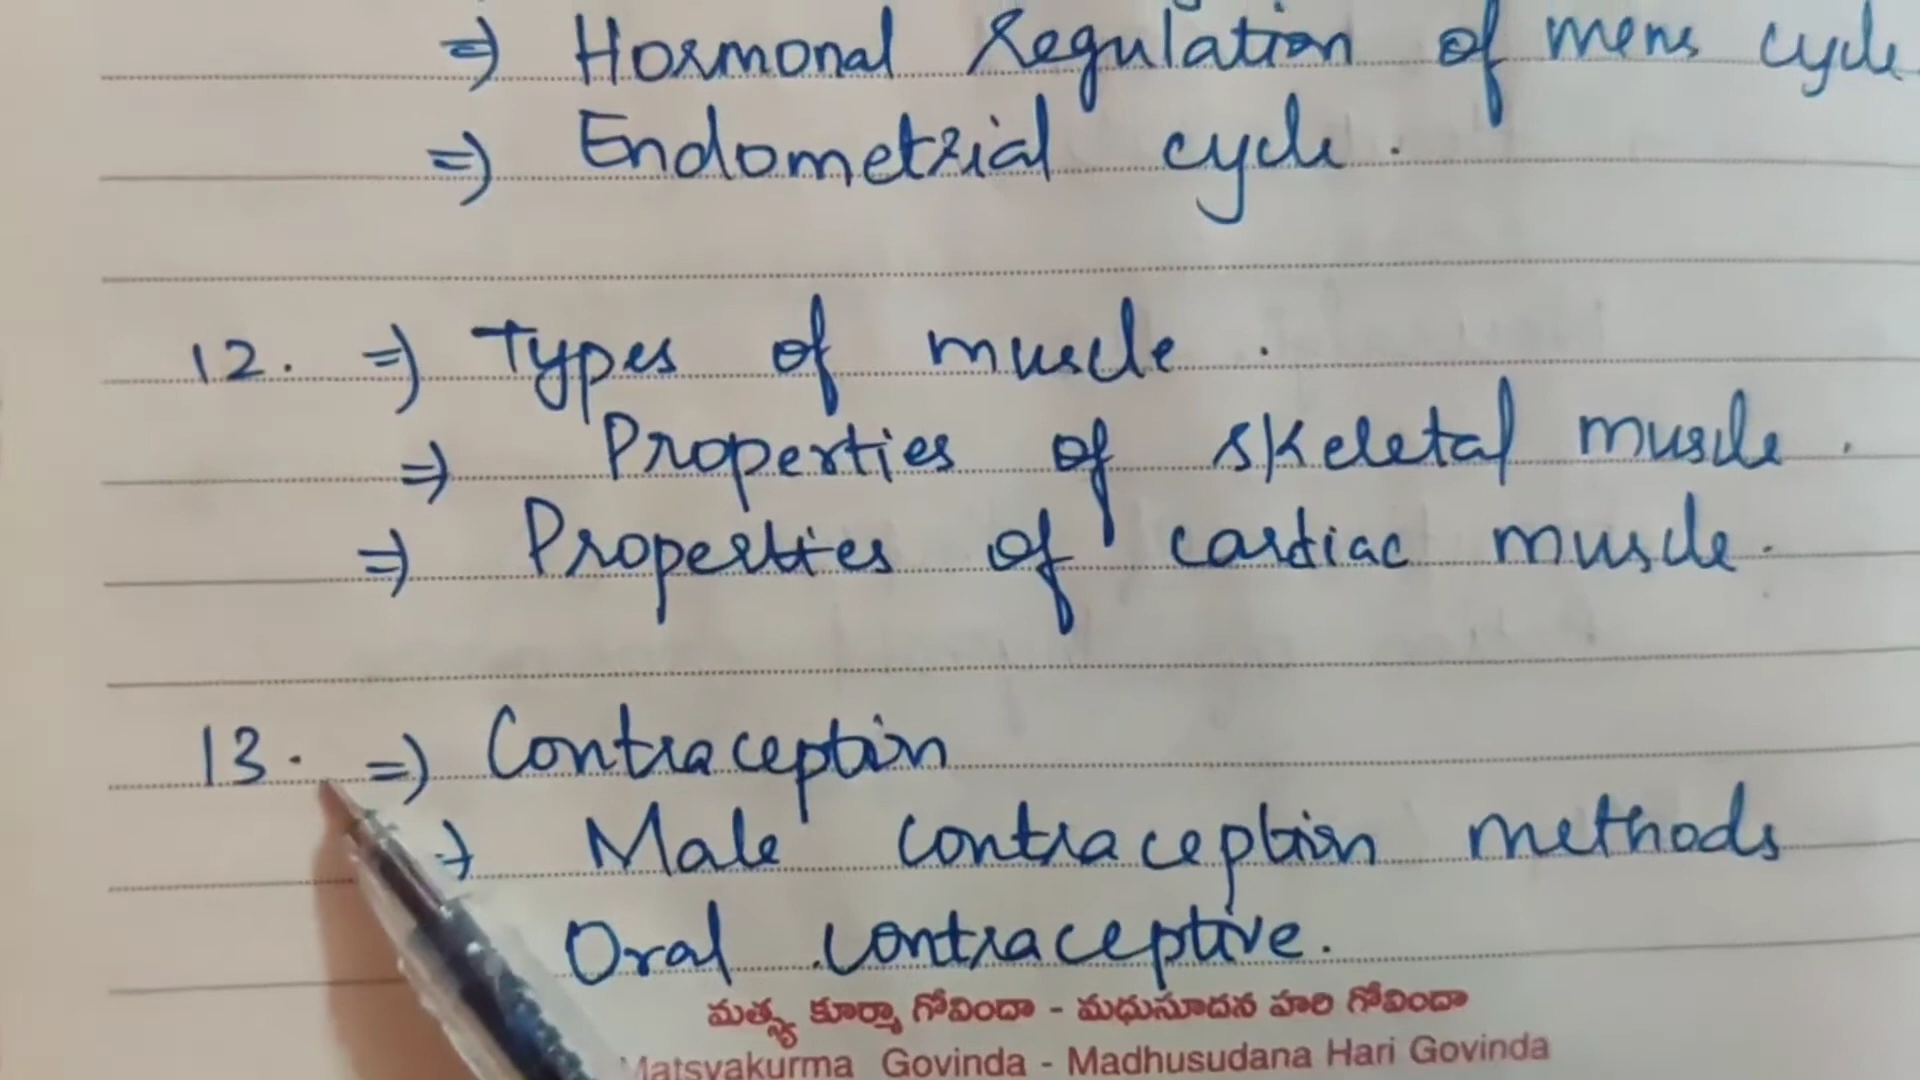 => Hormonal Regulation of mens cycle
=> Endometrial cycle.
12. => Types of muscle.
=> Properties of skeletal muscle.
=> Properties of cardiac muscle.
13. => Contraception
Male contraception methods
Oral contraceptive.
మత్స్య కూర్మా గోవిందా - మధుసూదన హరి గోవిందా
Matsyakurma Govinda - Madhusudana Hari Govinda